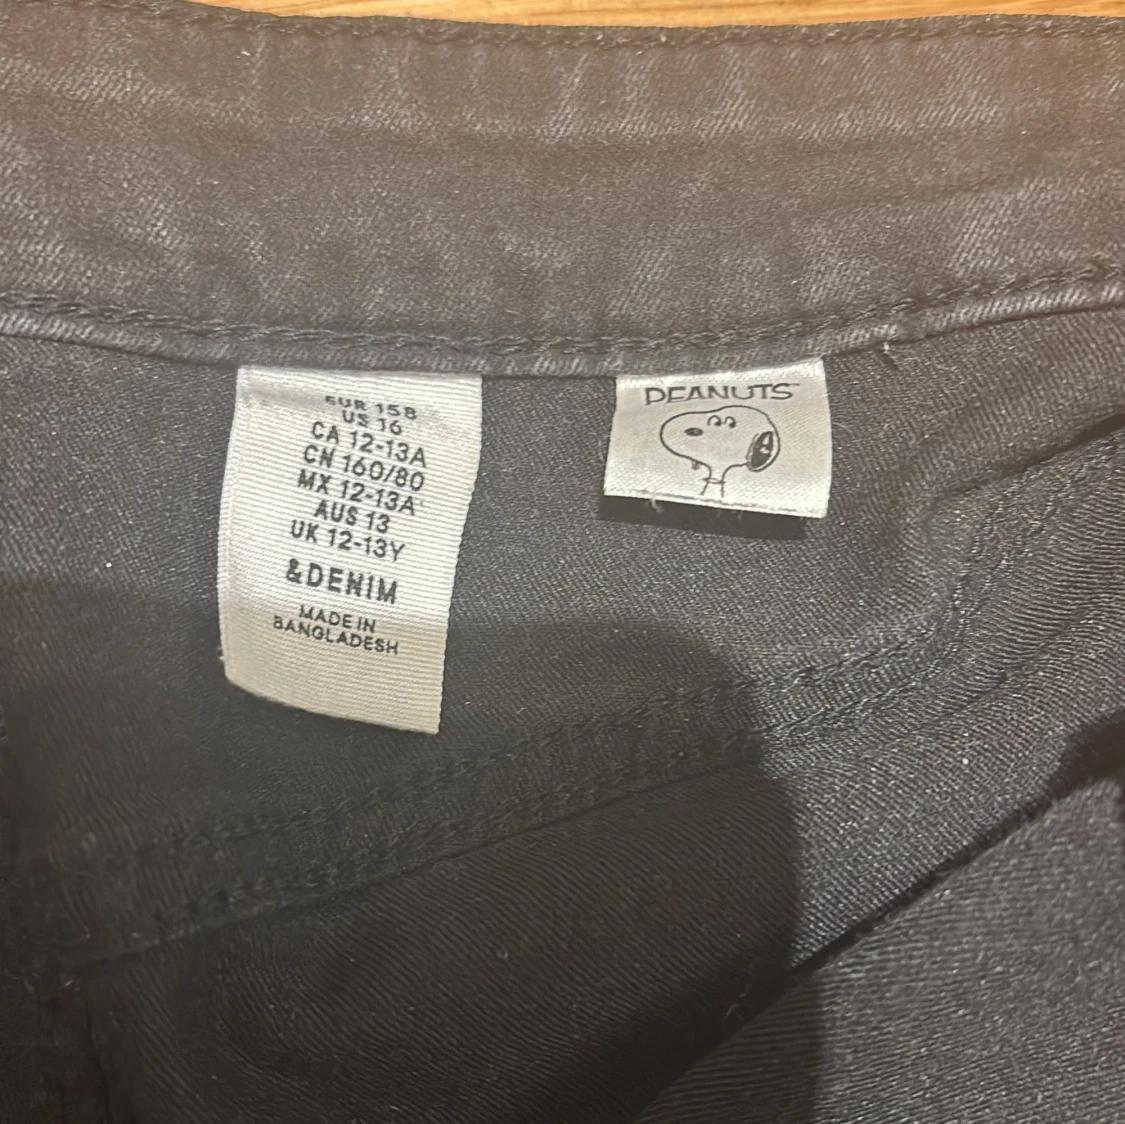 EUR 158
US 16
CA 12-13A
CN 160/80
MX 12-13A
AUS 13
UK 12-13Y
&DENIM
MADE IN
BANGLADESH
PEANUTS